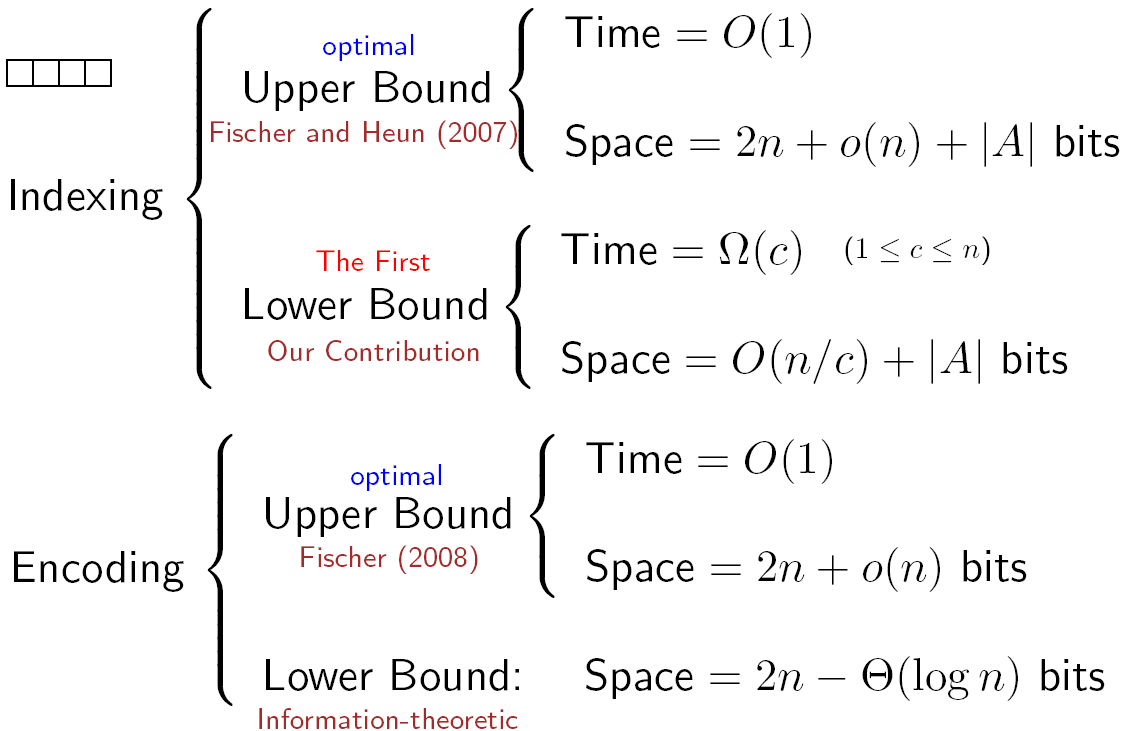 optimal
Upper Bound
Fischer and Heun (2007)
Time = O(1)
Space = 2n + o(n) + |A| bits
Indexing
The First
Lower Bound
Our Contribution
Time = Ω(c) (1 ≤ c ≤ n)
Space = O(n/c) + |A| bits
Encoding
optimal
Upper Bound
Fischer (2008)
Time = O(1)
Space = 2n + o(n) bits
Lower Bound: Space = 2n − Θ(log n) bits
Information-theoretic